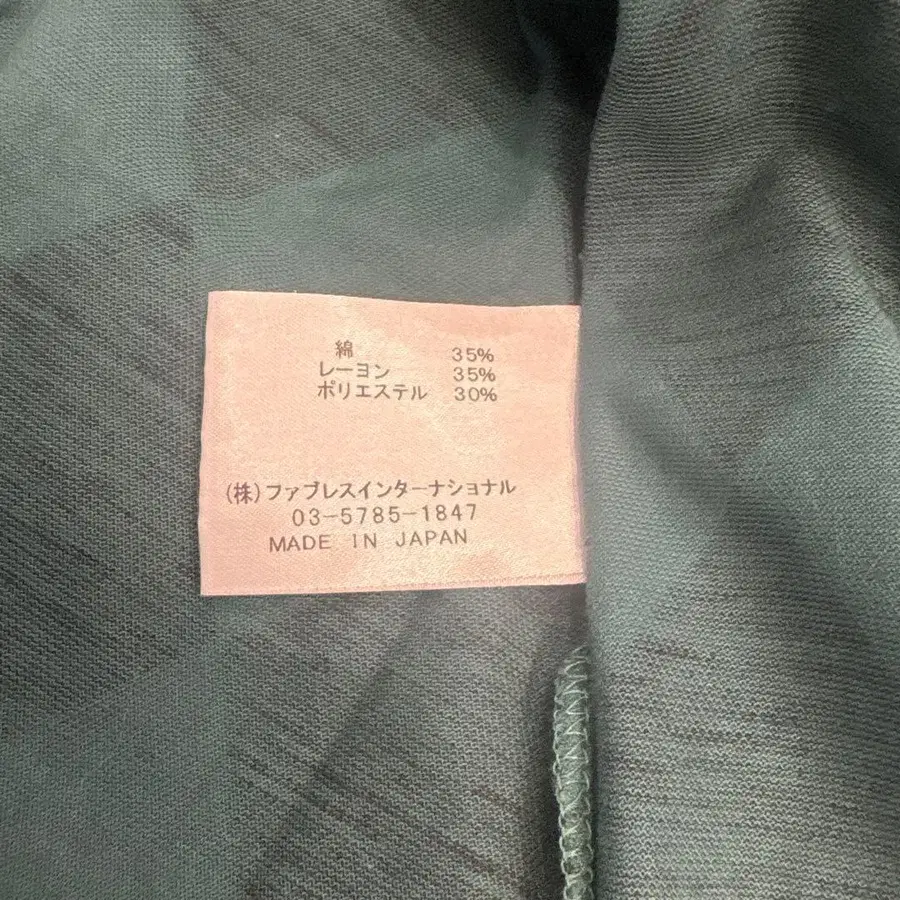 綿 35%
レーヨン 35%
ポリエステル 30%
(株)ファブレスインターナショナル
03-5785-1847
MADE IN JAPAN